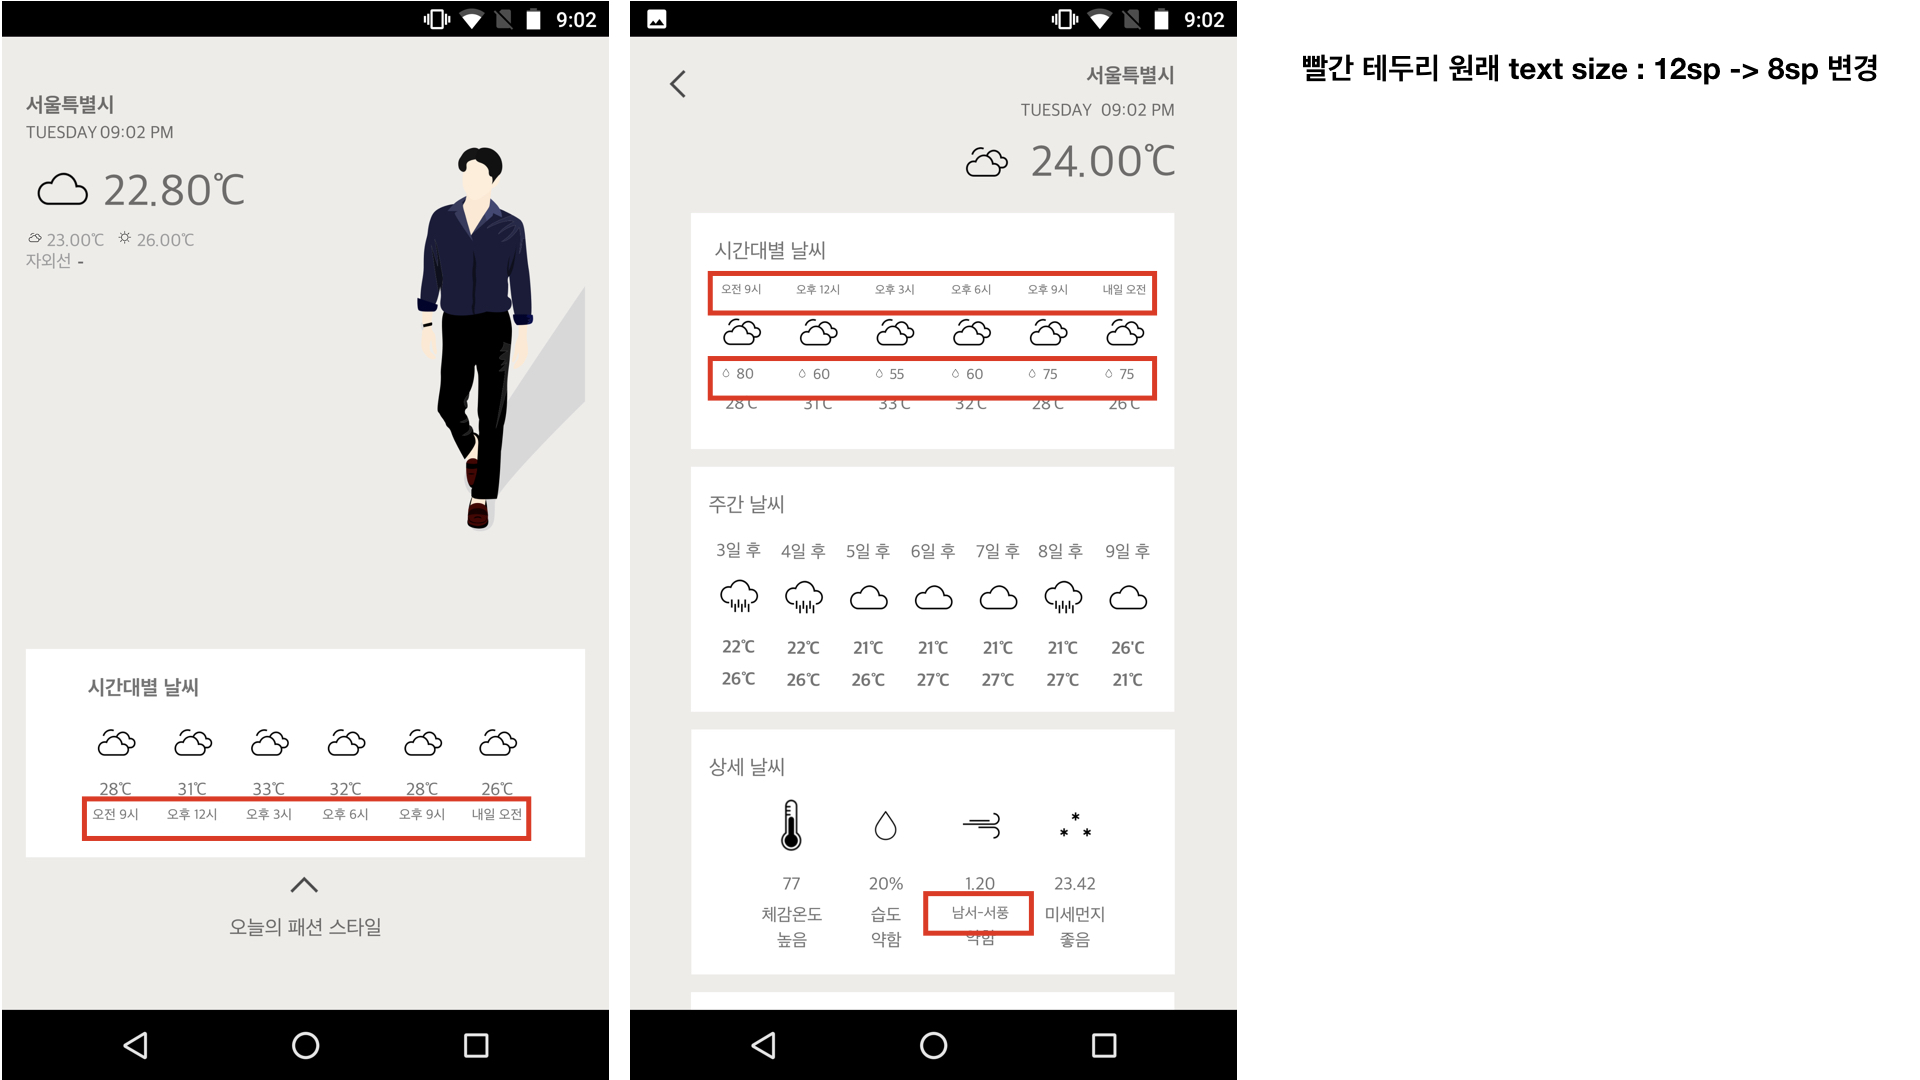 9:02
서울특별시
TUESDAY 09:02 PM
22.80℃
23.00℃ 26.00℃
자외선 -
시간대별 날씨
28℃ 31℃ 33℃ 32℃ 28℃ 26℃
오전 9시 오후 12시 오후 3시 오후 6시 오후 9시 내일 오전
오늘의 패션 스타일
9:02
서울특별시
TUESDAY 09:02 PM
24.00℃
시간대별 날씨
오전 9시 오후 12시 오후 3시 오후 6시 오후 9시 내일 오전
80 60 55 60 75 75
28℃ 31℃ 33℃ 32℃ 28℃ 26℃
주간 날씨
3일 후 4일 후 5일 후 6일 후 7일 후 8일 후 9일 후
22℃ 22℃ 21℃ 21℃ 21℃ 21℃ 26'C
26℃ 26℃ 26℃ 27℃ 27℃ 27℃ 21℃
상세 날씨
77 20% 1.20 23.42
체감온도 습도 남서-서풍 미세먼지
높음 약함 약함 좋음
빨간 테두리 원래 text size : 12sp -> 8sp 변경